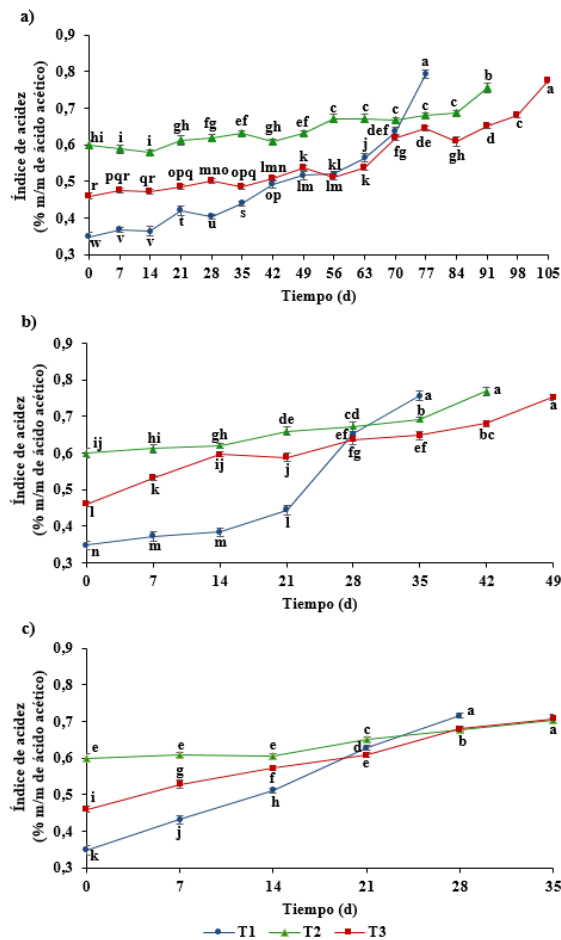 a)
Índice de acidez
(% m/m de ácido acético)
0,9
0,8
0,7
0,6
0,5
0,4
0,3
hi i i gh fg ef gh ef c c c c c b
r pqr qr opq mno opq lmn k lm k fg de gh d c a
w v v t u s op lm kl j def a
0 7 14 21 28 35 42 49 56 63 70 77 84 91 98 105
Tiempo (d)
b)
Índice de acidez
(% m/m de ácido acético)
0,9
0,8
0,7
0,6
0,5
0,4
0,3
ij hi gh de cd b a
l k ij j fg ef bc a
n m m l ef a
0 7 14 21 28 35 42 49
Tiempo (d)
c)
Índice de acidez
(% m/m de ácido acético)
0,9
0,8
0,7
0,6
0,5
0,4
0,3
e e e c b a
i g f e
k j h d a
0 7 14 21 28 35
Tiempo (d)
T1 T2 T3